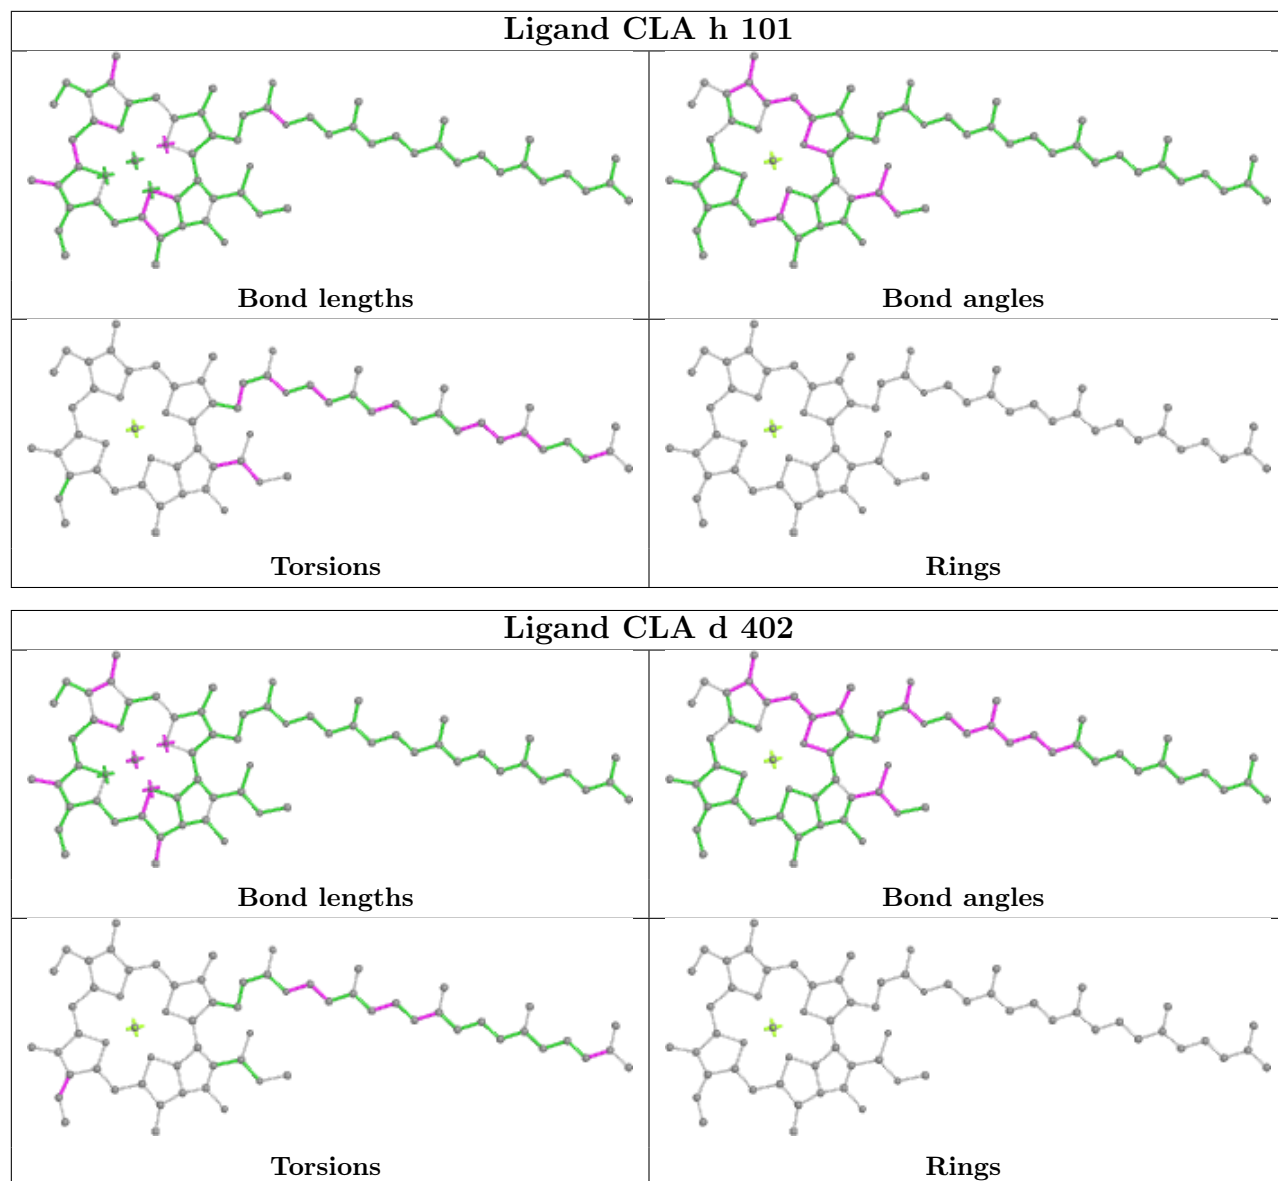 Ligand CLA h 101
Bond lengths
Bond angles
Torsions
Rings
Ligand CLA d 402
Bond lengths
Bond angles
Torsions
Rings